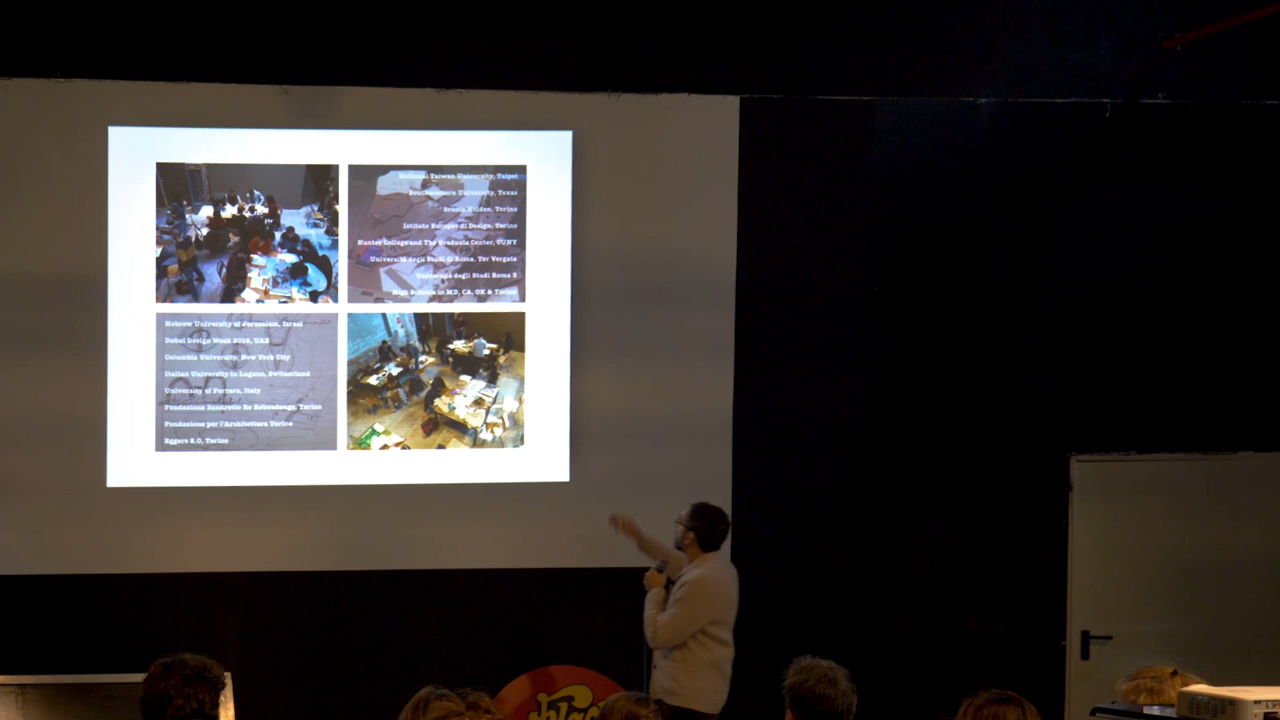 National Taiwan University, Taipei
Southwestern University, Texas
Scuola Holden, Torino
Istituto Europeo di Design, Torino
Hunter College and The Graduate Center, CUNY
Università degli Studi di Roma, Tor Vergata
Università degli Studi Roma 3
High Schools in MD, CA, OK & Torino
Hebrew University of Jerusalem, Israel
Dubai Design Week 2016, UAE
Columbia University, New York City
Italian University in Lugano, Switzerland
University of Ferrara, Italy
Fondazione Sandretto Re Rebaudengo, Torino
Fondazione per l'Architettura Torino
Eggers 2.0, Torino